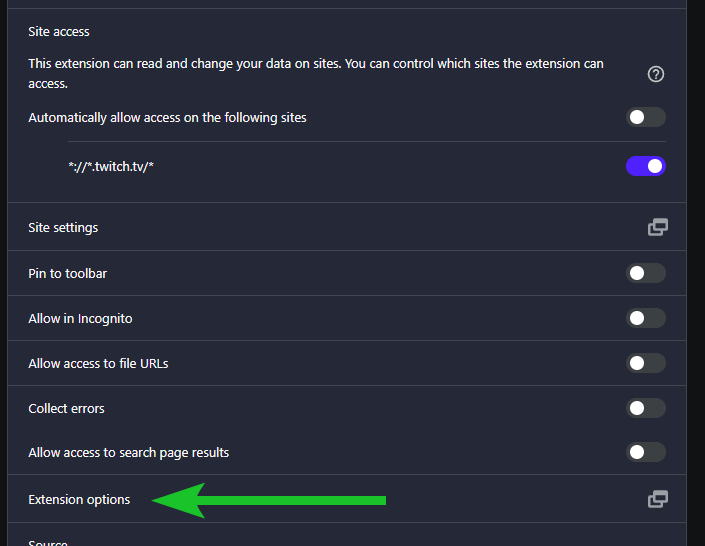 Site access
This extension can read and change your data on sites. You can control which sites the extension can
access.
Automatically allow access on the following sites
*://*.twitch.tv/*
Site settings
Pin to toolbar
Allow in Incognito
Allow access to file URLs
Collect errors
Allow access to search page results
Extension options
Source